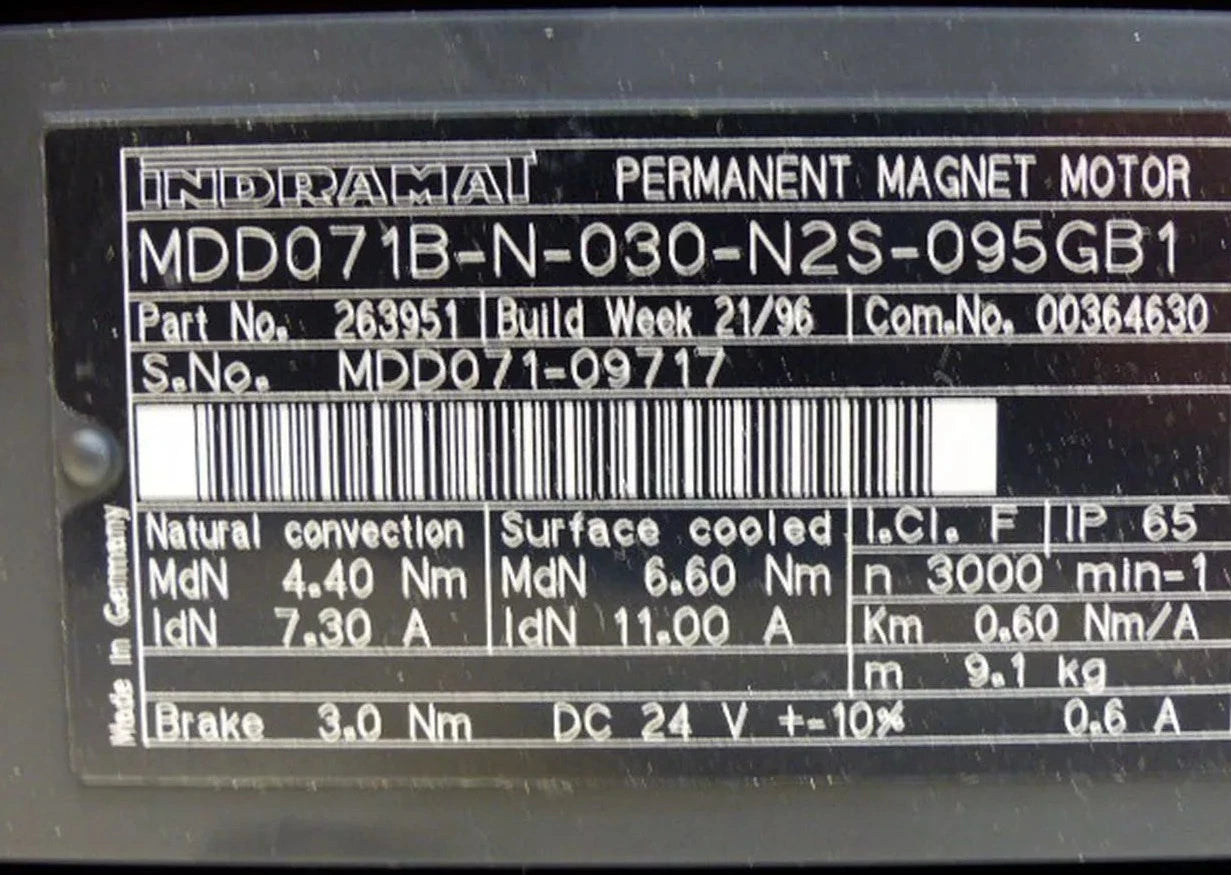 INDRAMAT PERMANENT MAGNET MOTOR
MDD071B-N-030-N2S-095GB1
Part No. 263951 Build Week 21/96 Com.No. 00364630
S.No. MDD071-09717
Natural convection Surface cooled I.Cl. F IP 65
MdN 4.40 Nm MdN 6.60 Nm n 3000 min-1
IdN 7.30 A IdN 11.00 A Km 0.60 Nm/A
m 9.1 kg
Brake 3.0 Nm DC 24 V +-10% 0.6 A
Made in Germany